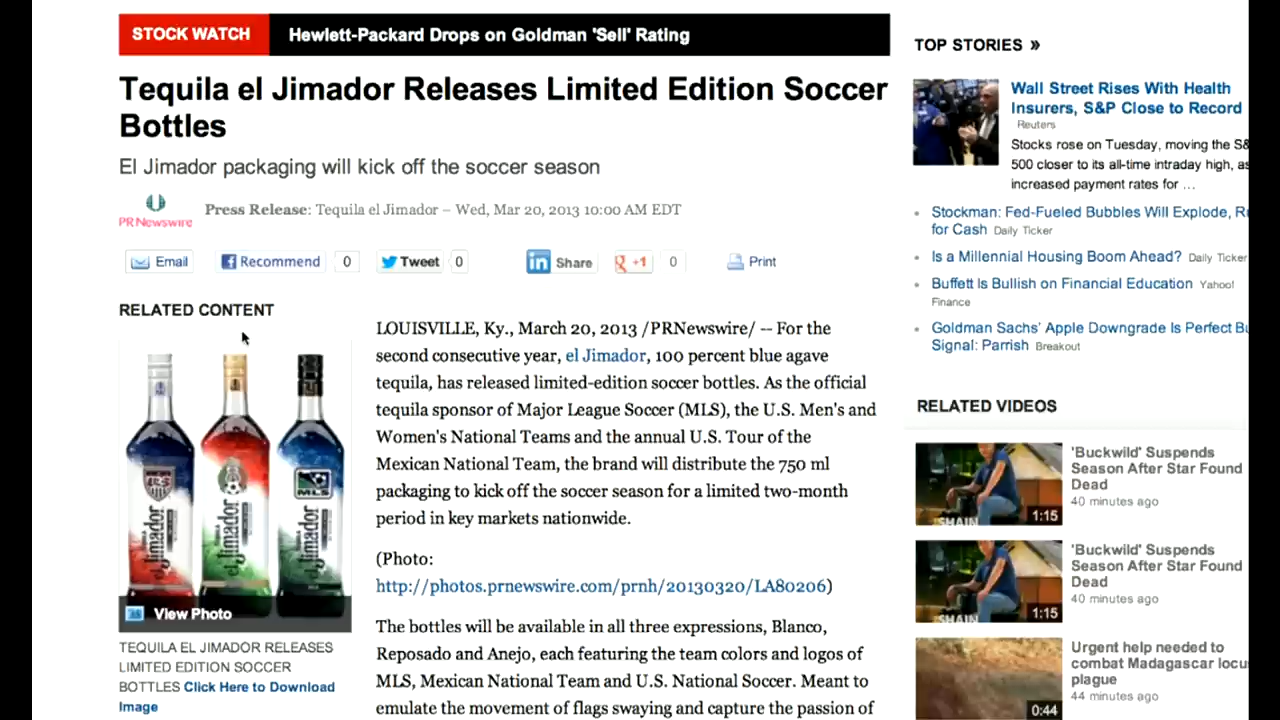 STOCK WATCH Hewlett-Packard Drops on Goldman 'Sell' Rating
Tequila el Jimador Releases Limited Edition Soccer
Bottles
El Jimador packaging will kick off the soccer season
PR Newswire
Press Release: Tequila el Jimador – Wed, Mar 20, 2013 10:00 AM EDT
Email Recommend 0 Tweet 0 Share +1 0 Print
RELATED CONTENT
el Jimador
el Jimador
el Jimador
MLS
View Photo
TEQUILA EL JIMADOR RELEASES
LIMITED EDITION SOCCER
BOTTLES Click Here to Download
Image
LOUISVILLE, Ky., March 20, 2013 /PRNewswire/ -- For the
second consecutive year, el Jimador, 100 percent blue agave
tequila, has released limited-edition soccer bottles. As the official
tequila sponsor of Major League Soccer (MLS), the U.S. Men's and
Women's National Teams and the annual U.S. Tour of the
Mexican National Team, the brand will distribute the 750 ml
packaging to kick off the soccer season for a limited two-month
period in key markets nationwide.
(Photo:
http://photos.prnewswire.com/prnh/20130320/LA80206)
The bottles will be available in all three expressions, Blanco,
Reposado and Anejo, each featuring the team colors and logos of
MLS, Mexican National Team and U.S. National Soccer. Meant to
emulate the movement of flags swaying and capture the passion of
TOP STORIES »
Wall Street Rises With Health
Insurers, S&P Close to Record
Reuters
Stocks rose on Tuesday, moving the S&
500 closer to its all-time intraday high, as
increased payment rates for ...
Stockman: Fed-Fueled Bubbles Will Explode, Ru
for Cash Daily Ticker
Is a Millennial Housing Boom Ahead? Daily Ticker
Buffett Is Bullish on Financial Education Yahoo!
Finance
Goldman Sachs' Apple Downgrade Is Perfect Bu
Signal: Parrish Breakout
RELATED VIDEOS
'Buckwild' Suspends
Season After Star Found
Dead
40 minutes ago
SHAIN
1:15
'Buckwild' Suspends
Season After Star Found
Dead
40 minutes ago
SHAIN
1:15
Urgent help needed to
combat Madagascar locu
plague
44 minutes ago
0:44